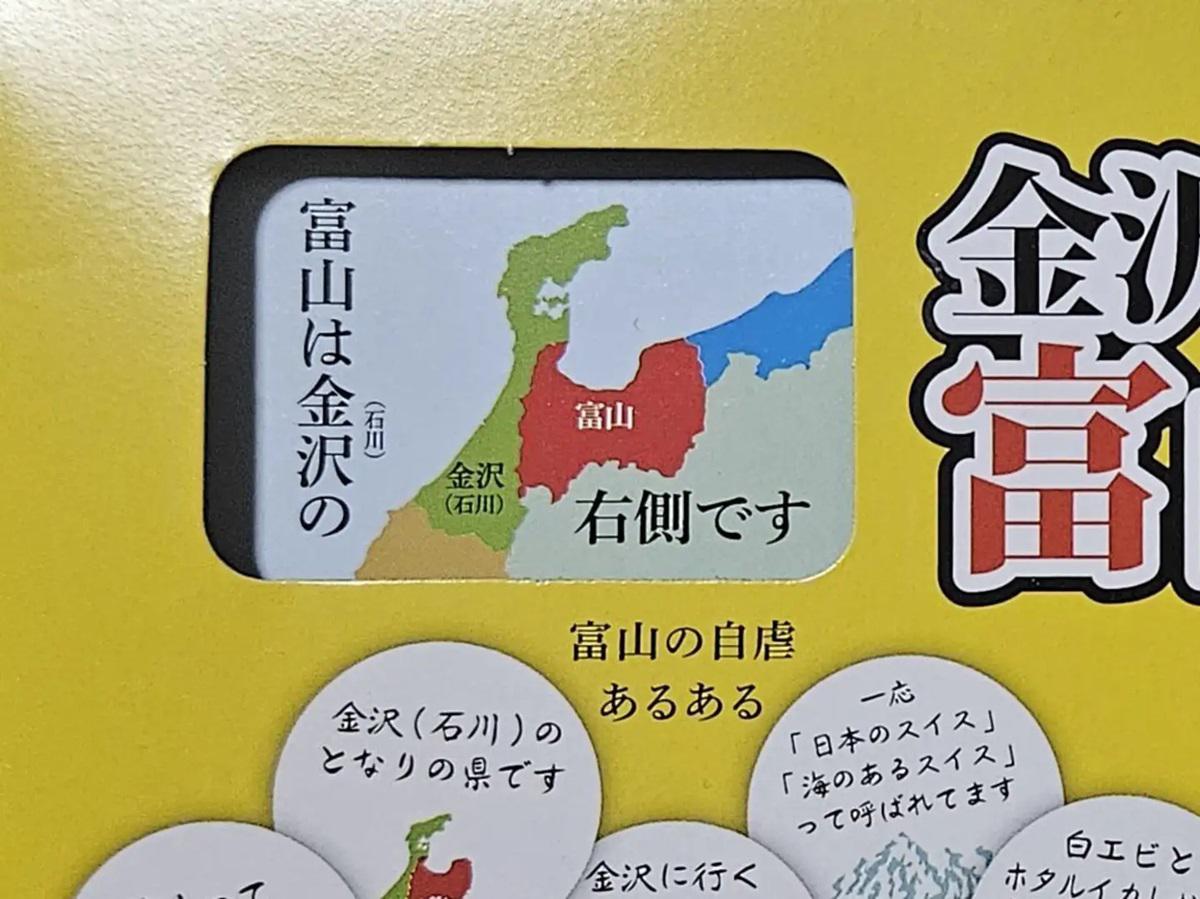 富山は金沢の
（石川）
富山
金沢
（石川）
右側です
金沢
富
富山の自虐
あるある
金沢（石川）の
となりの県です
一応
「日本のスイス」
「海のあるスイス」
って呼ばれてます
金沢に行く
白エビと
ホタルイカ
って